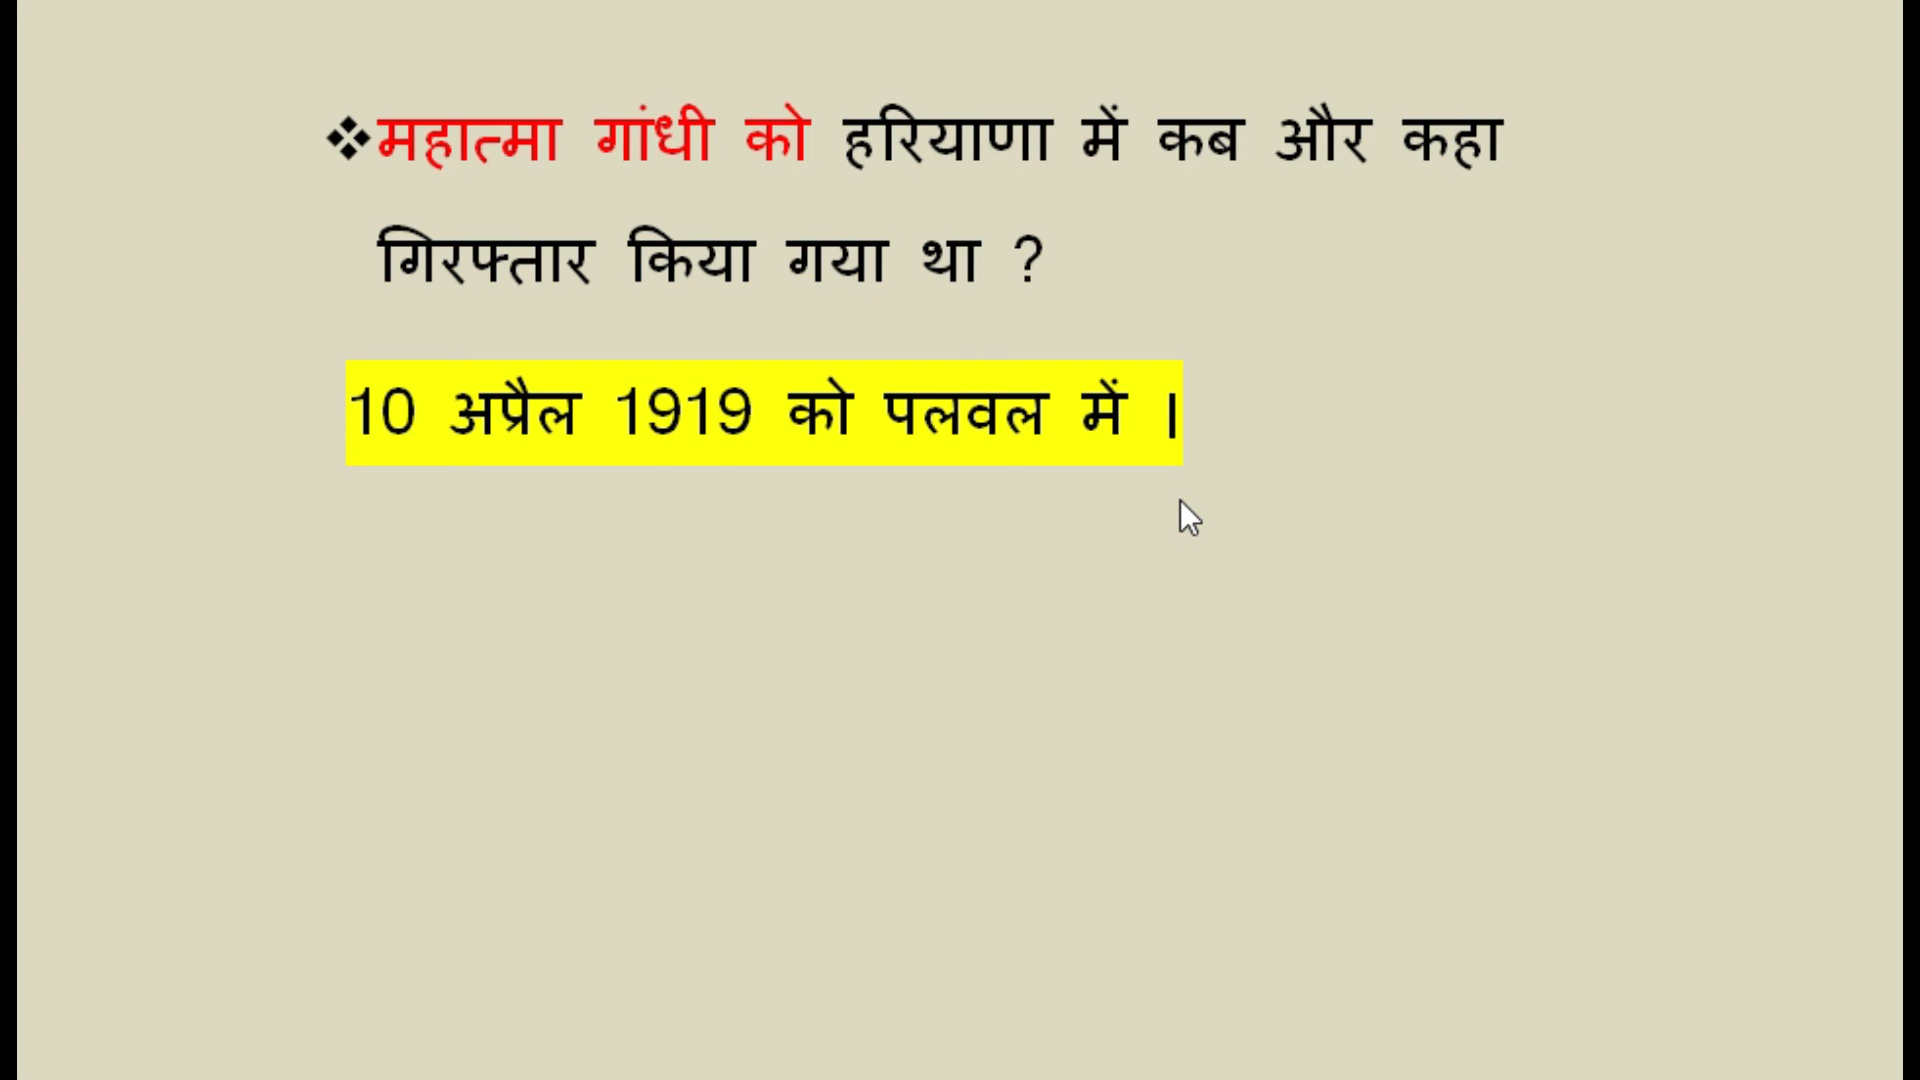 ❖महात्मा गांधी को हरियाणा में कब और कहा
गिरफ्तार किया गया था ?
10 अप्रैल 1919 को पलवल में ।